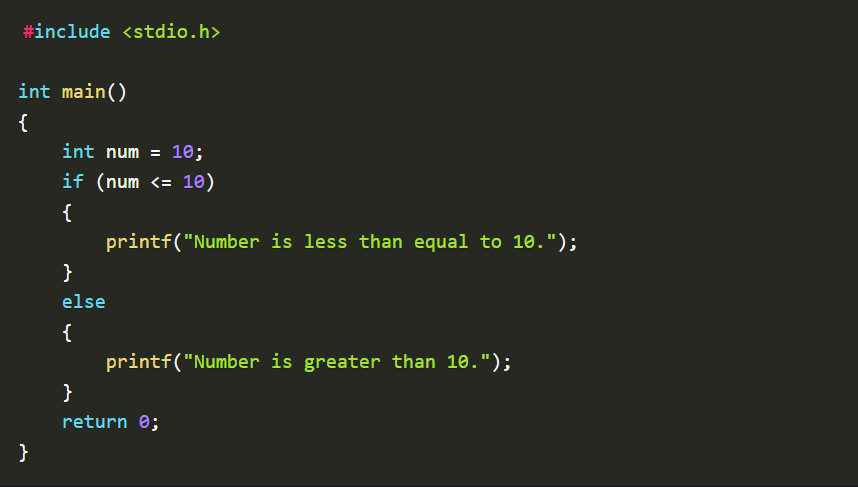 #include <stdio.h>
int main()
{
    int num = 10;
    if (num <= 10)
    {
        printf("Number is less than equal to 10.");
    }
    else
    {
        printf("Number is greater than 10.");
    }
    return 0;
}